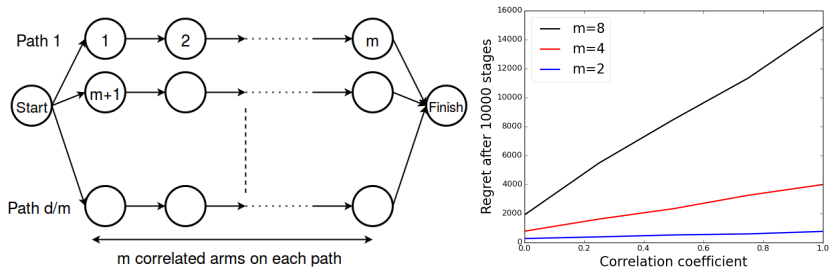 Path 1
1
2
m
Start
m+1
Finish
Path d/m
m correlated arms on each path
Regret after 10000 stages
16000
14000
12000
10000
8000
6000
4000
2000
0
m=8
m=4
m=2
0.0
0.2
0.4
0.6
0.8
1.0
Correlation coefficient